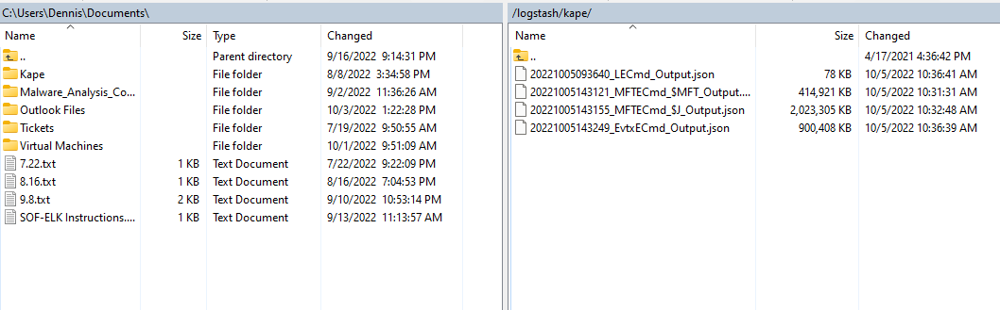 C:\Users\Dennis\Documents\
Name Size Type Changed
.. Parent directory 9/16/2022 9:14:31 PM
Kape File folder 8/8/2022 3:34:58 PM
Malware_Analysis_Co... File folder 9/2/2022 11:36:26 AM
Outlook Files File folder 10/3/2022 1:22:28 PM
Tickets File folder 7/19/2022 9:50:55 AM
Virtual Machines File folder 10/1/2022 9:51:09 AM
7.22.txt 1 KB Text Document 7/22/2022 9:22:09 PM
8.16.txt 1 KB Text Document 8/16/2022 7:04:53 PM
9.8.txt 2 KB Text Document 9/10/2022 10:53:14 PM
SOF-ELK Instructions.... 1 KB Text Document 9/13/2022 11:13:57 AM
/logstash/kape/
Name Size Changed
.. 4/17/2021 4:36:42 PM
20221005093640_LECmd_Output.json 78 KB 10/5/2022 10:36:41 AM
20221005143121_MFTECmd_$MFT_Output.... 414,921 KB 10/5/2022 10:31:31 AM
20221005143155_MFTECmd_$J_Output.json 2,023,305 KB 10/5/2022 10:32:48 AM
20221005143249_EvtxECmd_Output.json 900,408 KB 10/5/2022 10:36:39 AM